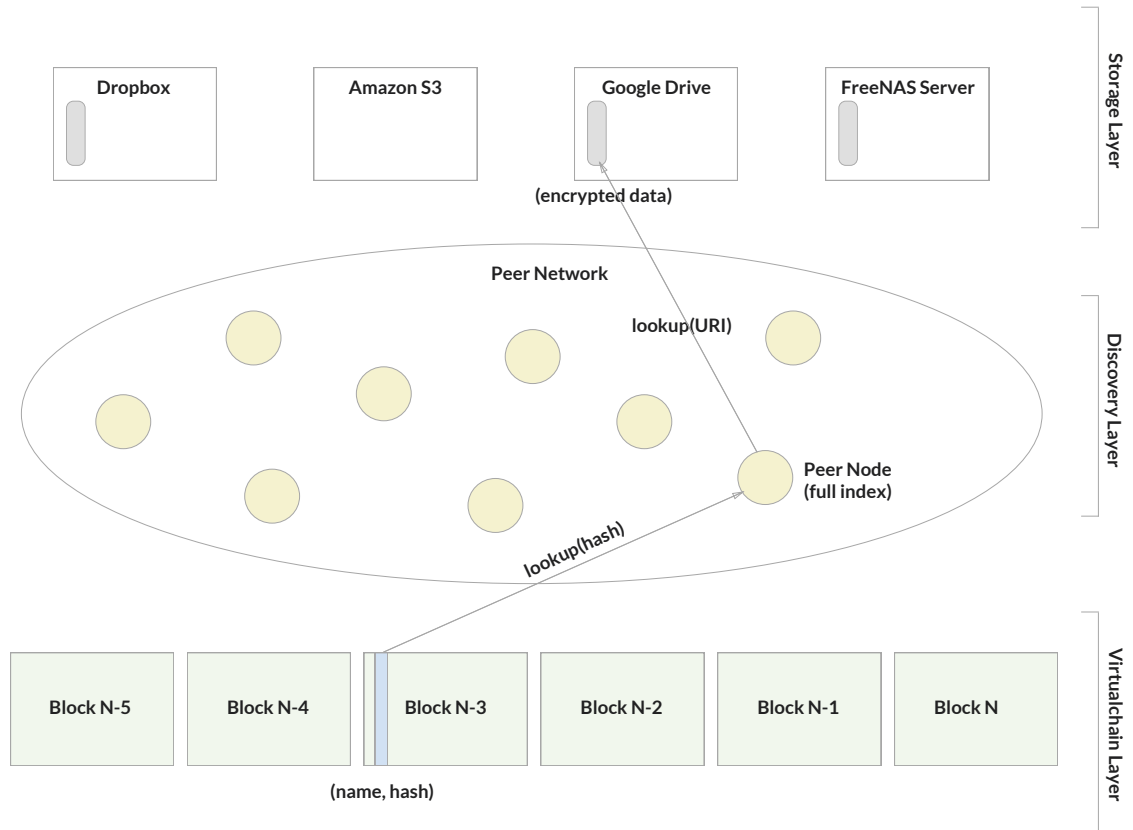 Dropbox
Amazon S3
Google Drive
FreeNAS Server
Storage Layer
(encrypted data)
Peer Network
lookup(URI)
Discovery Layer
Peer Node
(full index)
lookup(hash)
Block N-5
Block N-4
Block N-3
Block N-2
Block N-1
Block N
Virtualchain Layer
(name, hash)